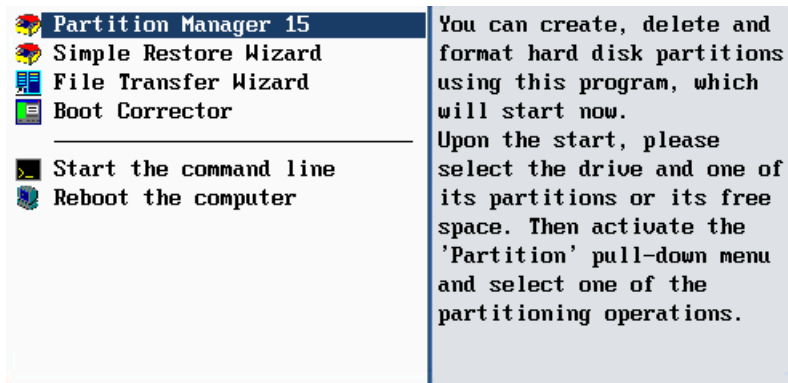 Partition Manager 15
Simple Restore Wizard
File Transfer Wizard
Boot Corrector
Start the command line
Reboot the computer
You can create, delete and
format hard disk partitions
using this program, which
will start now.
Upon the start, please
select the drive and one of
its partitions or its free
space. Then activate the
'Partition' pull-down menu
and select one of the
partitioning operations.